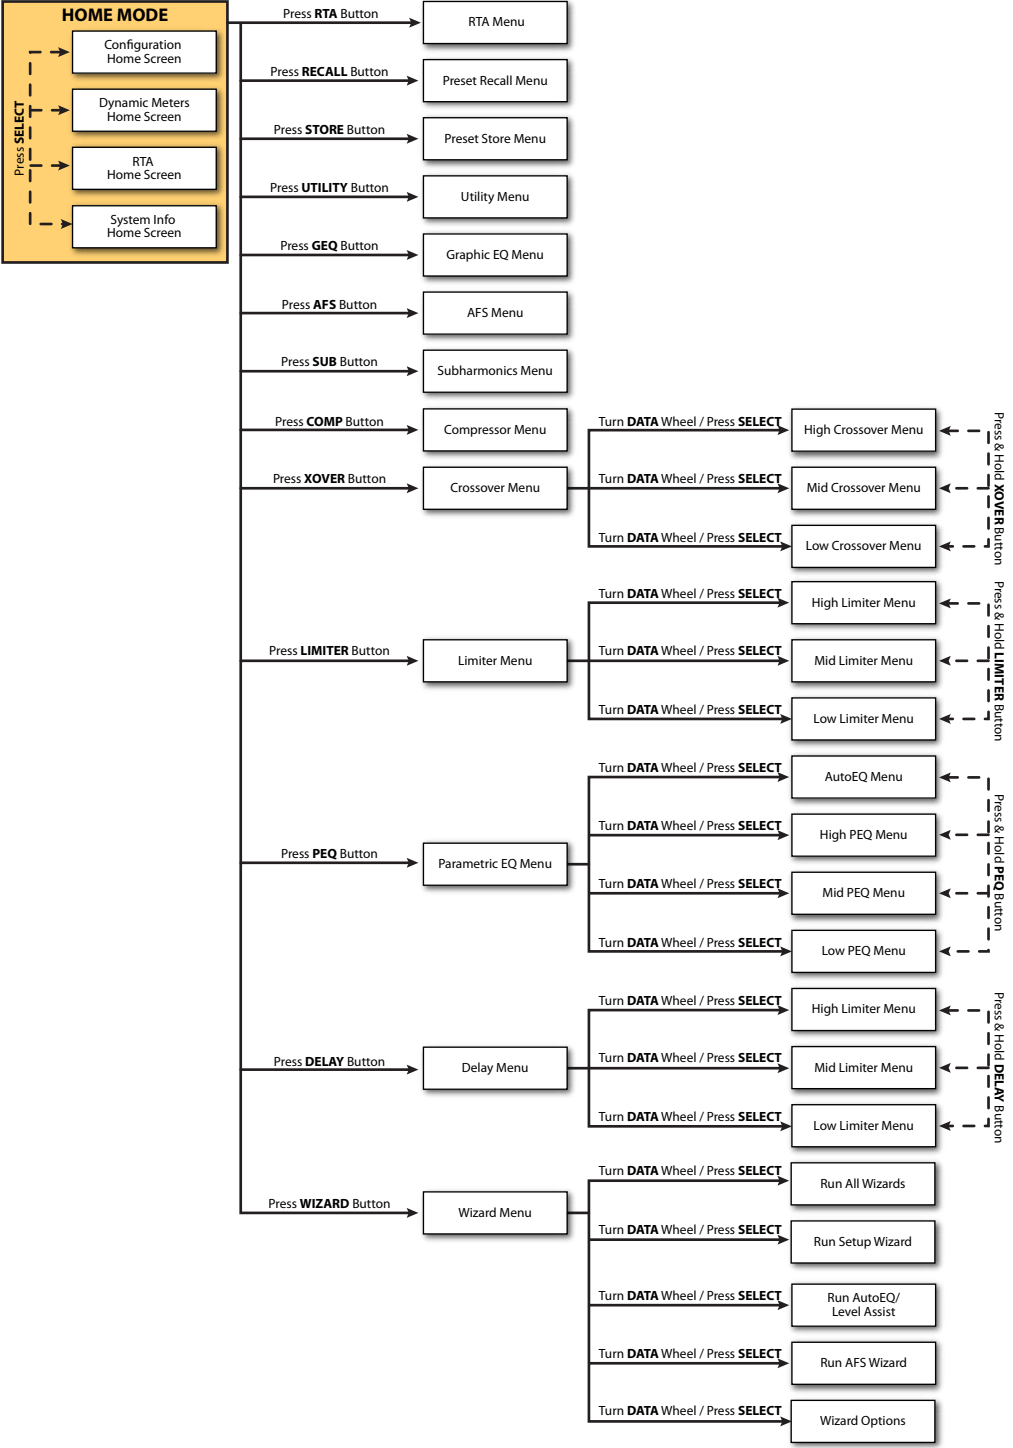 HOME MODE
Configuration
Home Screen
Dynamic Meters
Home Screen
RTA
Home Screen
System Info
Home Screen
Press SELECT
Press RTA Button
RTA Menu
Press RECALL Button
Preset Recall Menu
Press STORE Button
Preset Store Menu
Press UTILITY Button
Utility Menu
Press GEQ Button
Graphic EQ Menu
Press AFS Button
AFS Menu
Press SUB Button
Subharmonics Menu
Press COMP Button
Compressor Menu
Press XOVER Button
Crossover Menu
Turn DATA Wheel / Press SELECT
High Crossover Menu
Turn DATA Wheel / Press SELECT
Mid Crossover Menu
Turn DATA Wheel / Press SELECT
Low Crossover Menu
Press & Hold XOVER Button
Press LIMITER Button
Limiter Menu
Turn DATA Wheel / Press SELECT
High Limiter Menu
Turn DATA Wheel / Press SELECT
Mid Limiter Menu
Turn DATA Wheel / Press SELECT
Low Limiter Menu
Press & Hold LIMITER Button
Press PEQ Button
Parametric EQ Menu
Turn DATA Wheel / Press SELECT
AutoEQ Menu
Turn DATA Wheel / Press SELECT
High PEQ Menu
Turn DATA Wheel / Press SELECT
Mid PEQ Menu
Turn DATA Wheel / Press SELECT
Low PEQ Menu
Press & Hold PEQ Button
Press DELAY Button
Delay Menu
Turn DATA Wheel / Press SELECT
High Limiter Menu
Turn DATA Wheel / Press SELECT
Mid Limiter Menu
Turn DATA Wheel / Press SELECT
Low Limiter Menu
Press & Hold DELAY Button
Press WIZARD Button
Wizard Menu
Turn DATA Wheel / Press SELECT
Run All Wizards
Turn DATA Wheel / Press SELECT
Run Setup Wizard
Turn DATA Wheel / Press SELECT
Run AutoEQ/
Level Assist
Turn DATA Wheel / Press SELECT
Run AFS Wizard
Turn DATA Wheel / Press SELECT
Wizard Options